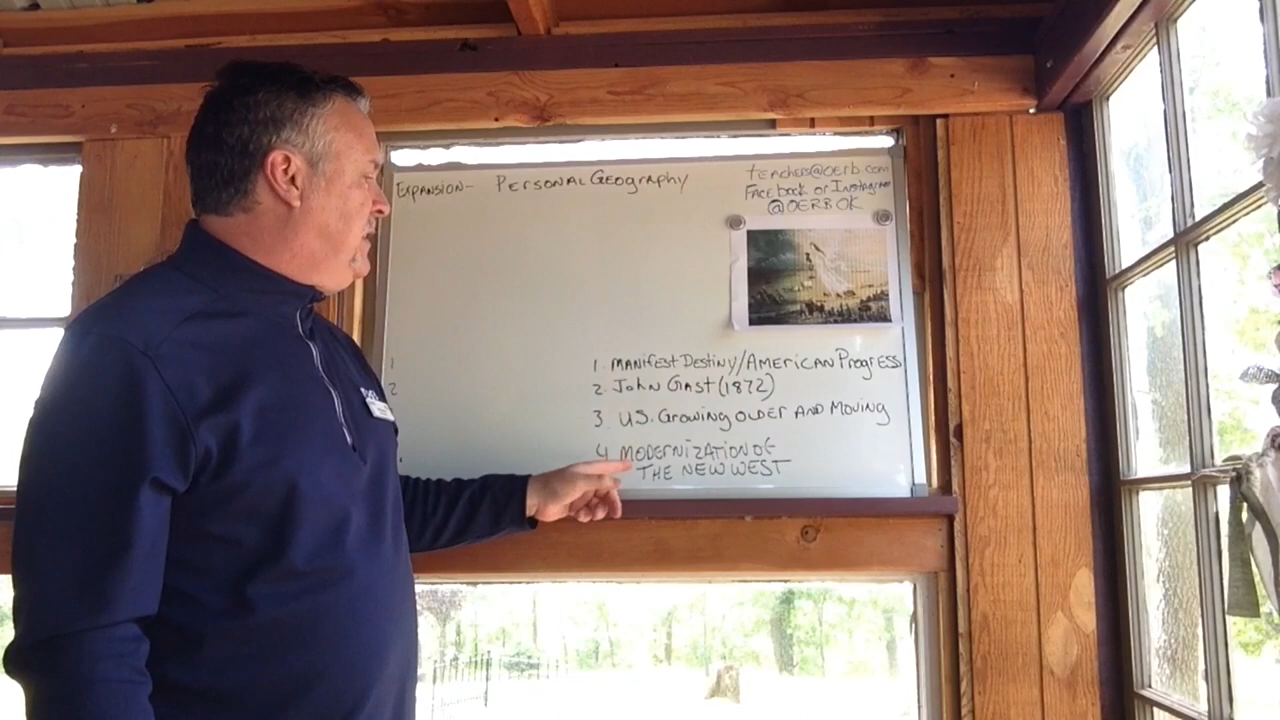 EXPANSION- PERSONAL GEOGRAPHY
teachers@oerb.com
Facebook or Instagram
@OERBOK
1
2
1. MANIFEST DESTINY/AMERICAN Progress
2. JOHN GAST (1872)
3. U.S. GROWING OLDER AND MOVING
4 MODERNIZATION OF
THE NEW WEST